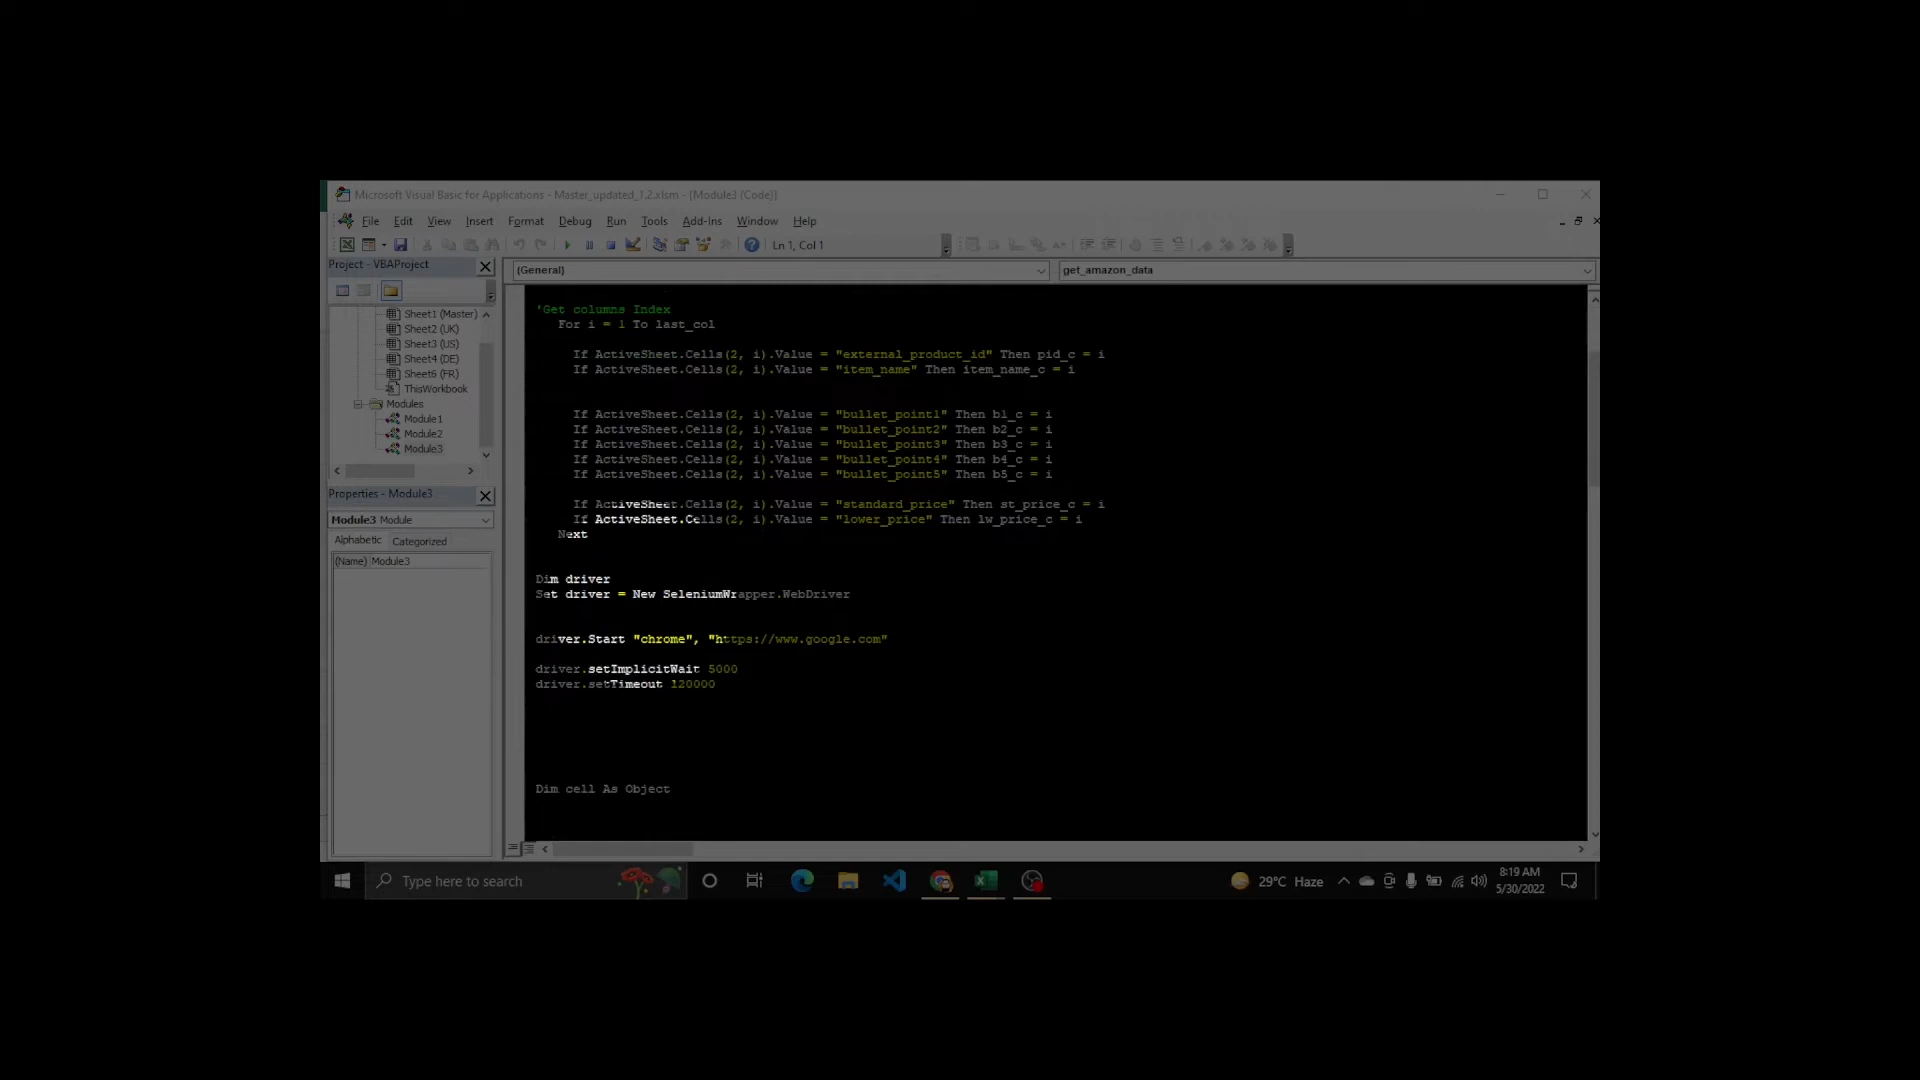 Microsoft Visual Basic for Applications - Master_updated_1.2.xlsm - [Module3 (Code)]
File Edit View Insert Format Debug Run Tools Add-Ins Window Help
Ln 1, Col 1
Project - VBAProject
(General)
get_amazon_data
Sheet1 (Master)
Sheet2 (UK)
Sheet3 (US)
Sheet4 (DE)
Sheet6 (FR)
ThisWorkbook
Modules
Module1
Module2
Module3
Properties - Module3
Module3 Module
Alphabetic Categorized
(Name) Module3
'Get columns Index
For i = 1 To last_col
If ActiveSheet.Cells(2, i).Value = "external_product_id" Then pid_c = i
If ActiveSheet.Cells(2, i).Value = "item_name" Then item_name_c = i
If ActiveSheet.Cells(2, i).Value = "bullet_point1" Then b1_c = i
If ActiveSheet.Cells(2, i).Value = "bullet_point2" Then b2_c = i
If ActiveSheet.Cells(2, i).Value = "bullet_point3" Then b3_c = i
If ActiveSheet.Cells(2, i).Value = "bullet_point4" Then b4_c = i
If ActiveSheet.Cells(2, i).Value = "bullet_point5" Then b5_c = i
If ActiveSheet.Cells(2, i).Value = "standard_price" Then st_price_c = i
If ActiveSheet.Cells(2, i).Value = "lower_price" Then lw_price_c = i
Next
Dim driver
Set driver = New SeleniumWrapper.WebDriver
driver.Start "chrome", "https://www.google.com"
driver.setImplicitWait 5000
driver.setTimeout 120000
Dim cell As Object
Type here to search
29°C Haze
8:19 AM
5/30/2022